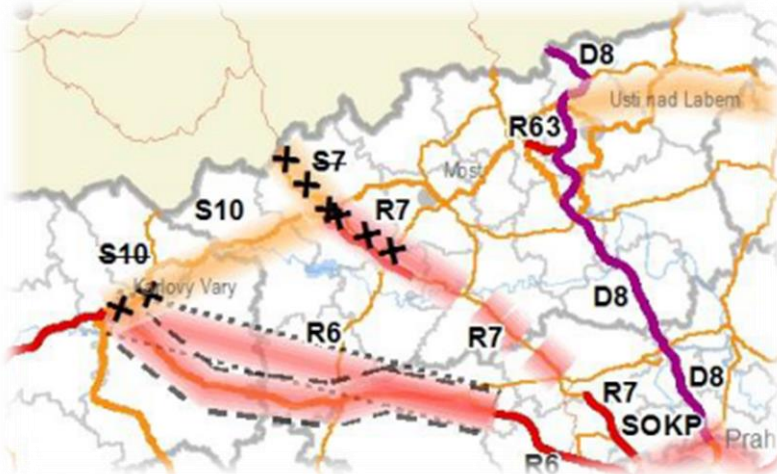 D8
Usti nad Labem
R63
S7
Most
S10
R7
S10
Karlovy Vary
D8
R6
R7
D8
R7
SOKP
Prah
R6